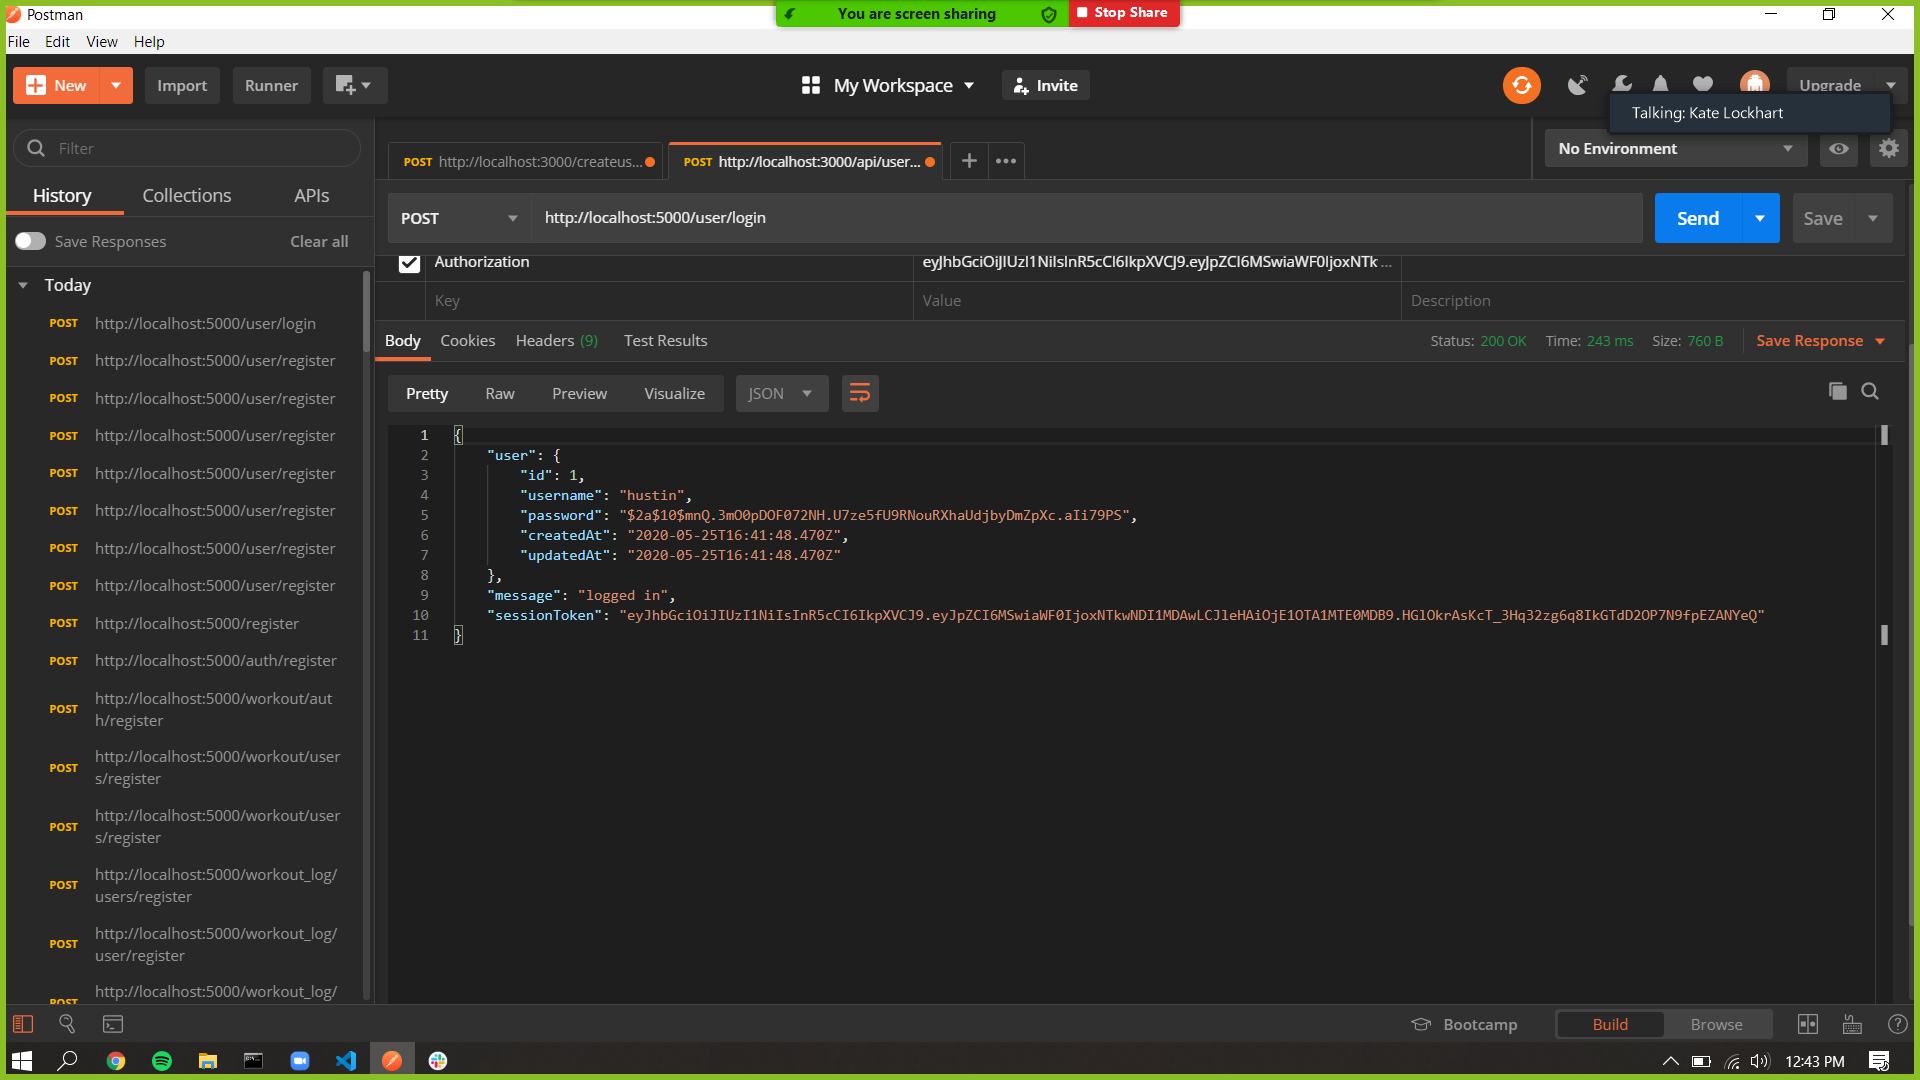 Postman
You are screen sharing
Stop Share
File Edit View Help
New
Import
Runner
My Workspace
Invite
Upgrade
Talking: Kate Lockhart
Filter
POST http://localhost:3000/createus...
POST http://localhost:3000/api/user...
No Environment
History
Collections
APIs
POST
http://localhost:5000/user/login
Send
Save
Save Responses
Clear all
Authorization
eyJhbGciOiJIUzI1NiIsInR5cCI6IkpXVCJ9.eyJpZCI6MSwiaWF0IjoxNTk...
Key
Value
Description
Today
POST http://localhost:5000/user/login
POST http://localhost:5000/user/register
POST http://localhost:5000/user/register
POST http://localhost:5000/user/register
POST http://localhost:5000/user/register
POST http://localhost:5000/user/register
POST http://localhost:5000/user/register
POST http://localhost:5000/user/register
POST http://localhost:5000/register
POST http://localhost:5000/auth/register
POST http://localhost:5000/workout/aut
h/register
POST http://localhost:5000/workout/user
s/register
POST http://localhost:5000/workout/user
s/register
POST http://localhost:5000/workout_log/
users/register
POST http://localhost:5000/workout_log/
user/register
POST http://localhost:5000/workout_log/
Body Cookies Headers (9) Test Results
Status: 200 OK Time: 243 ms Size: 760 B
Save Response
Pretty Raw Preview Visualize
JSON
1 {
2 "user": {
3 "id": 1,
4 "username": "hustin",
5 "password": "$2a$10$mnQ.3mO0pDOF072NH.U7ze5fU9RNouRXhaUdjbyDmZpXc.aIi79PS",
6 "createdAt": "2020-05-25T16:41:48.470Z",
7 "updatedAt": "2020-05-25T16:41:48.470Z"
8 },
9 "message": "logged in",
10 "sessionToken": "eyJhbGciOiJIUzI1NiIsInR5cCI6IkpXVCJ9.eyJpZCI6MSwiaWF0IjoxNTkwNDI1MDAwLCJleHAiOjE1OTA1MTE0MDB9.HGlOkrAsKcT_3Hq32zg6q8IkGTdD2OP7N9fpEZANYeQ"
11 }
Bootcamp
Build
Browse
12:43 PM